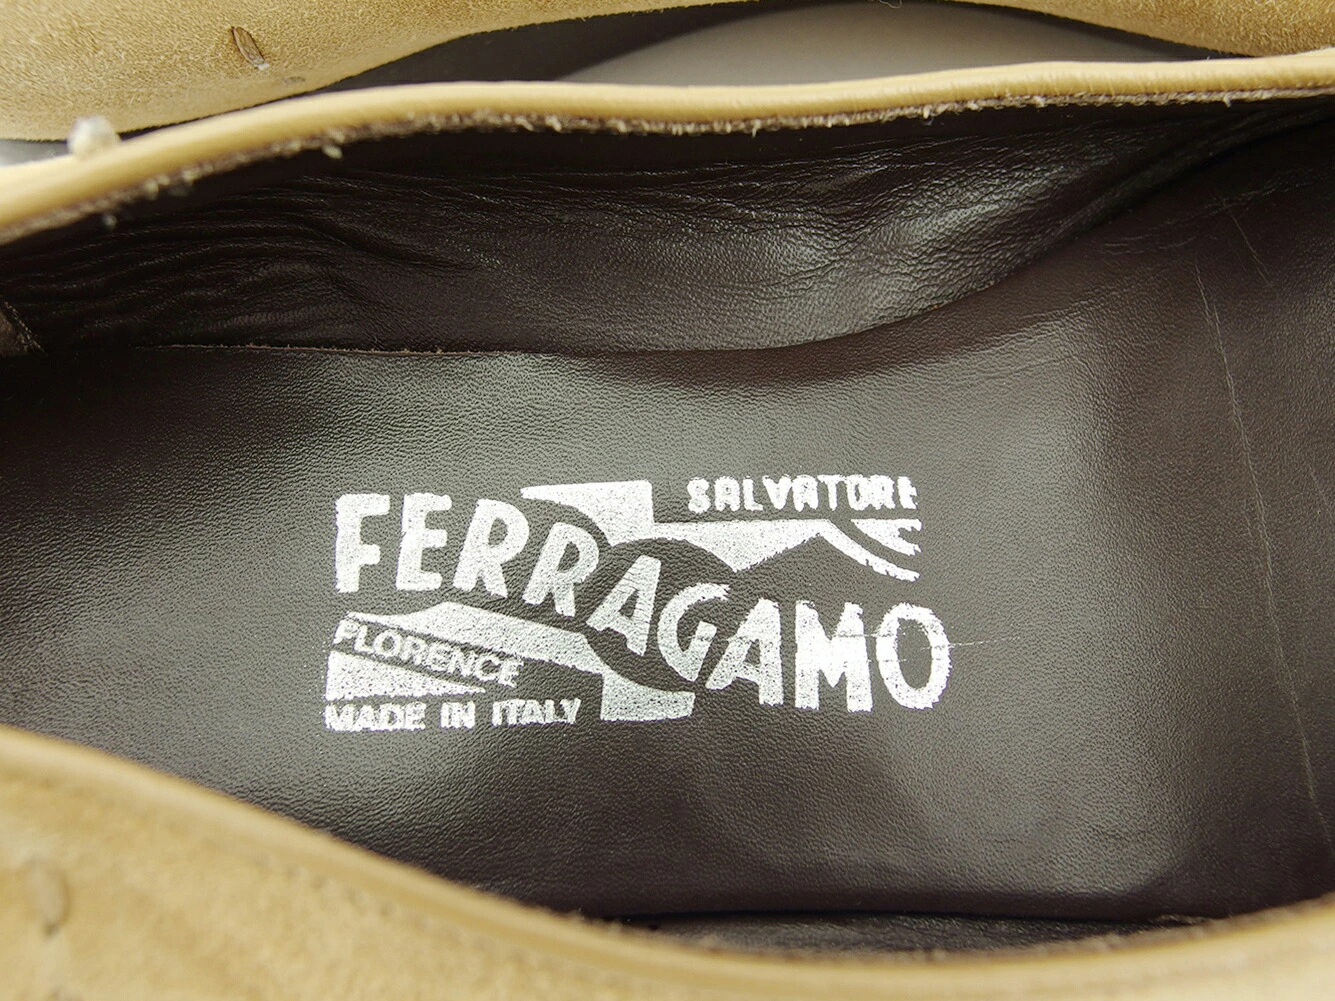 SALVATORE
FERRAGAMO
FLORENCE
MADE IN ITALY